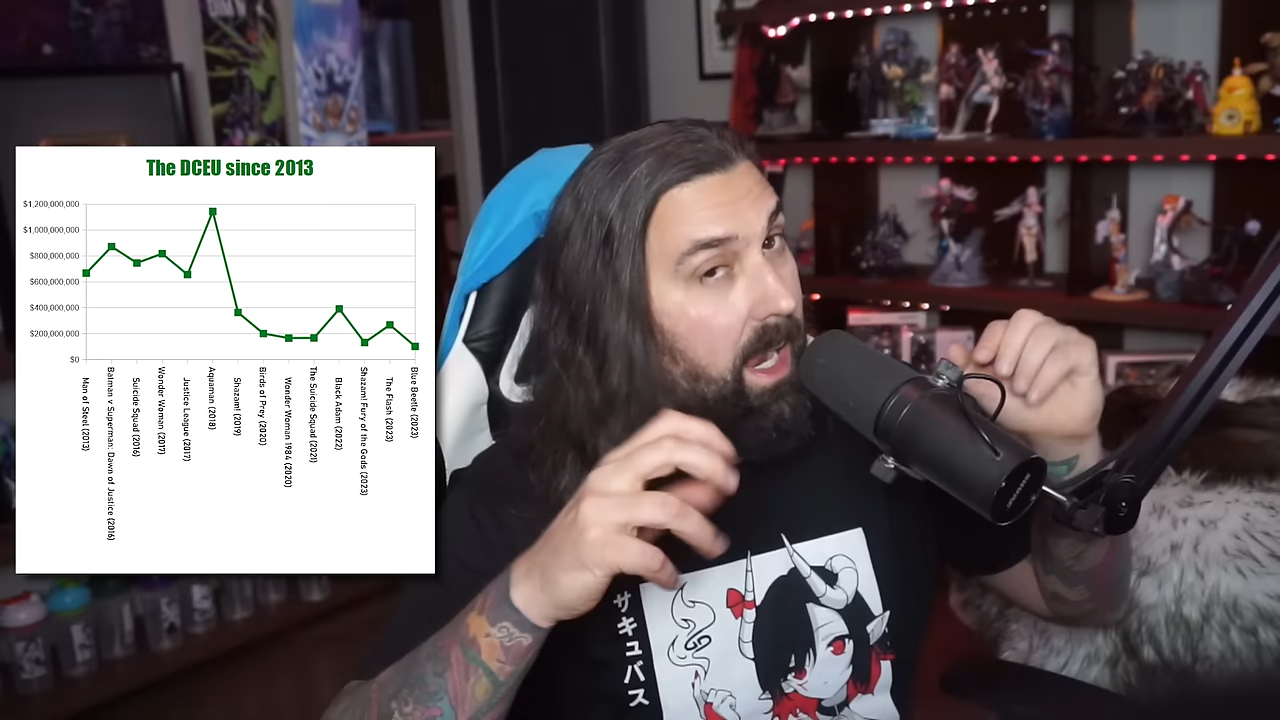 The DCEU since 2013
$1,200,000,000
$1,000,000,000
$800,000,000
$600,000,000
$400,000,000
$200,000,000
$0
Man of Steel (2013)
Batman v Superman: Dawn of Justice (2016)
Suicide Squad (2016)
Wonder Woman (2017)
Justice League (2017)
Aquaman (2018)
Shazam! (2019)
Birds of Prey (2020)
Wonder Woman 1984 (2020)
The Suicide Squad (2021)
Black Adam (2022)
Shazam! Fury of the Gods (2023)
The Flash (2023)
Blue Beetle (2023)
サキュバス